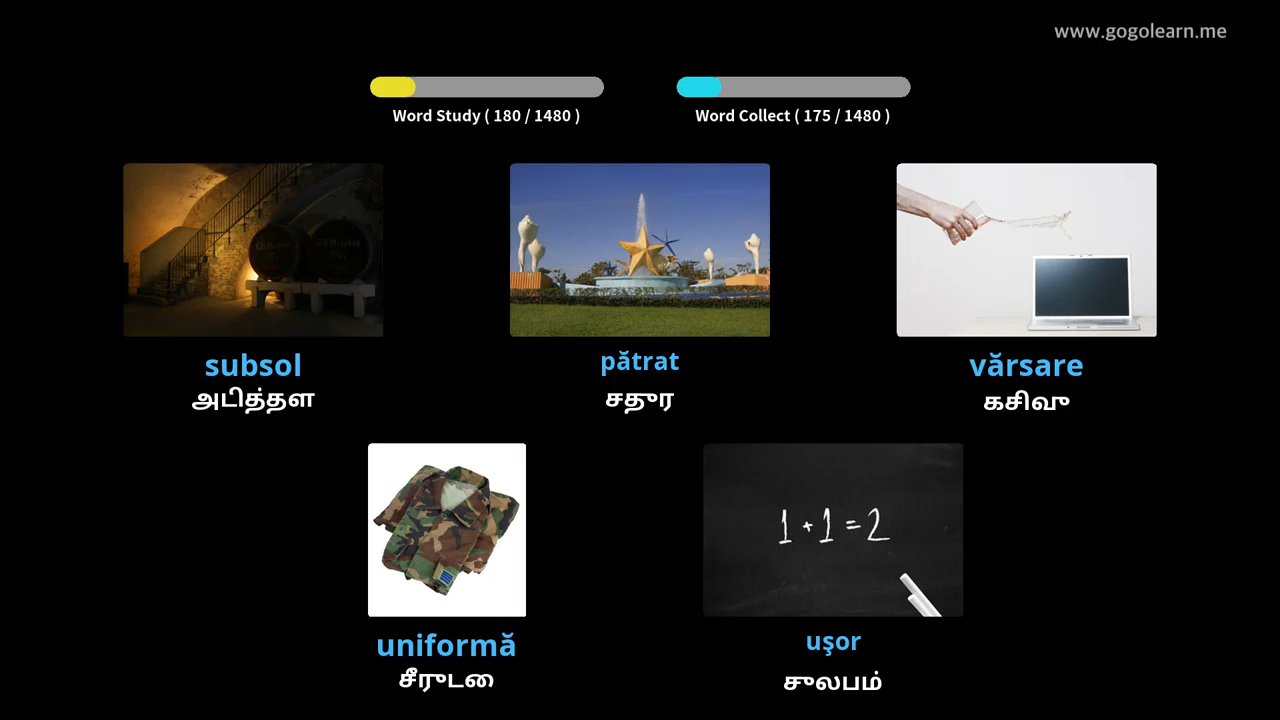 www.gogolearn.me
Word Study ( 180 / 1480 )
Word Collect ( 175 / 1480 )
subsol
அடித்தள
pătrat
சதுர
vărsare
கசிவு
uniformă
சீருடை
1 + 1 = 2
uşor
சுலபம்